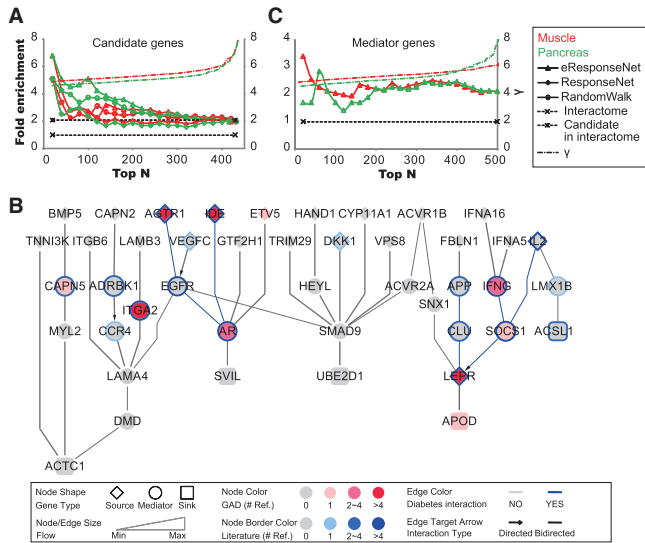 A
C
Candidate genes
Mediator genes
Fold enrichment
8
6
4
2
0
8
6
4
2
0
0 100 200 300 400
Top N
4
3
2
1
0
8
6
4
2
0
γ
0 100 200 300 400 500
Top N
Muscle
Pancreas
eResponseNet
ResponseNet
RandomWalk
Interactome
Candidate
in interactome
γ
B
BMP5 CAPN2 AGTR1 IDE ETV5 HAND1 CYP11A1 ACVR1B IFNA16
TNNI3K ITGB6 LAMB3 VEGFC GTF2H1 TRIM29 DKK1 VPS8 FBLN1 IFNA5 IL2
CAPN5 ADRBK1 EGFR HEYL ACVR2A APP IFNG LMX1B
ITGA2 SNX1
MYL2 CCR4 AR SMAD9 CLU SOCS1 ACSL1
LAMA4 SVIL UBE2D1 LEPR
DMD APOD
ACTC1
Node Shape
Gene Type
Source Mediator Sink
Node/Edge Size
Flow
Min Max
Node Color
GAD (# Ref.)
0 1 2~4 >4
Node Border Color
Literature (# Ref.)
0 1 2~4 >4
Edge Color
Diabetes interaction
NO YES
Edge Target Arrow
Interaction Type
Directed Bidirected